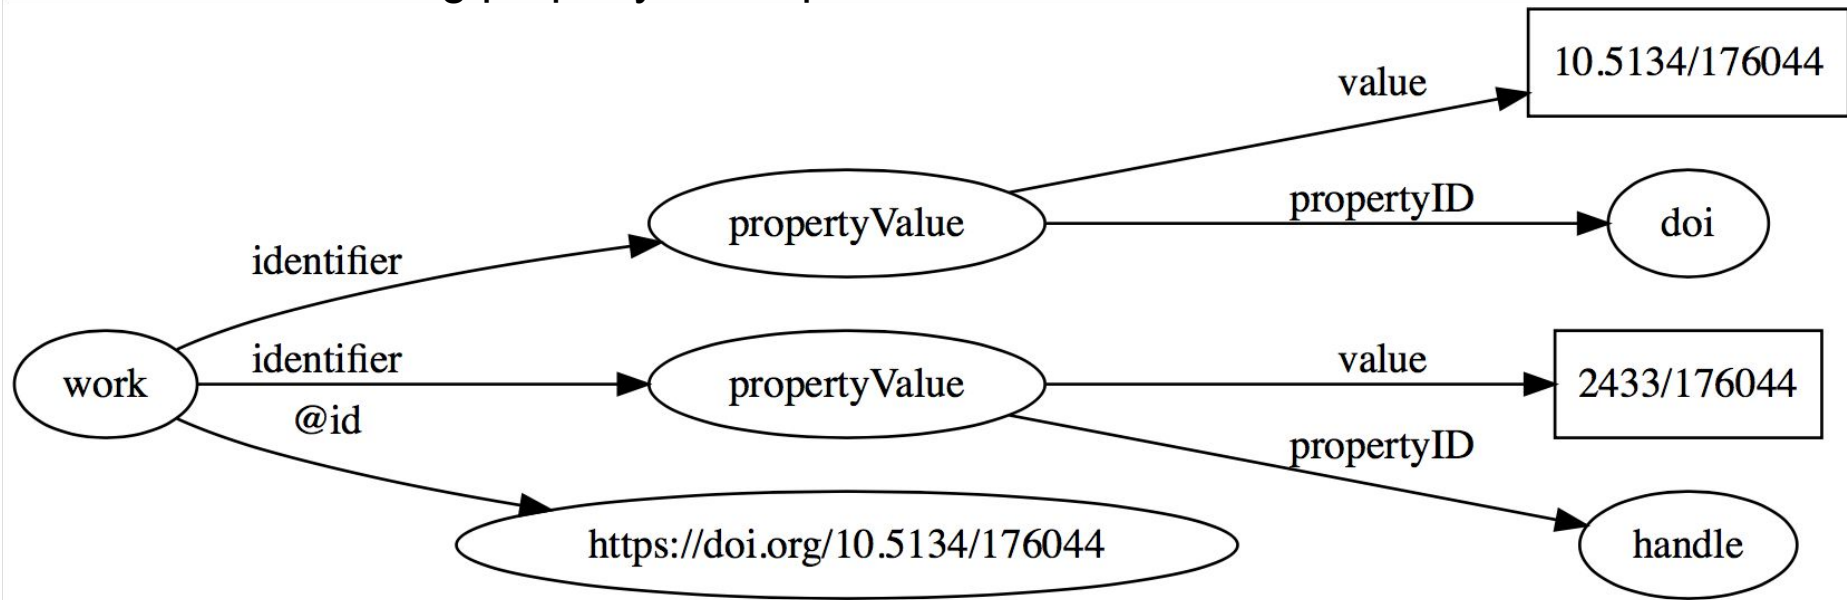 10.5134/176044
value
propertyID
propertyValue
doi
identifier
identifier
value
work
propertyValue
2433/176044
@id
propertyID
https://doi.org/10.5134/176044
handle